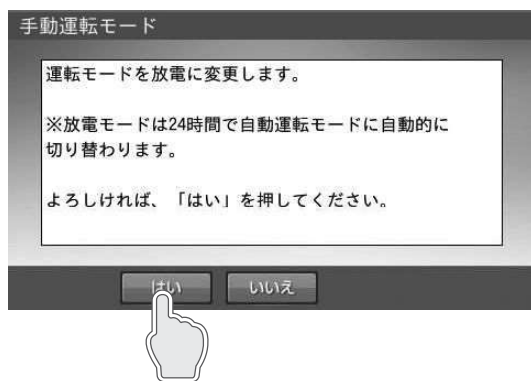 手動運転モード
運転モードを放電に変更します。
※放電モードは24時間で自動運転モードに自動的に
切り替わります。
よろしければ、「はい」を押してください。
はい
いいえ